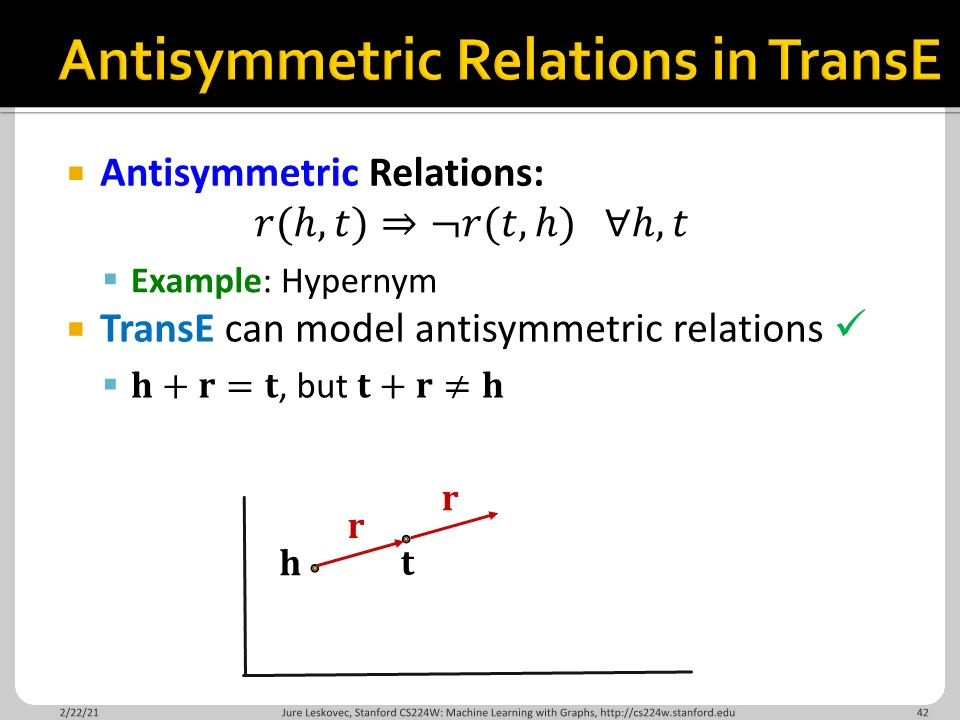 Antisymmetric Relations in TransE
Antisymmetric Relations:
𝑟(ℎ, 𝑡) ⇒ ¬𝑟(𝑡, ℎ) ∀ℎ, 𝑡
Example: Hypernym
TransE can model antisymmetric relations ✓
𝐡 + 𝐫 = 𝐭, but 𝐭 + 𝐫 ≠ 𝐡
r
r
h
t
2/22/21 Jure Leskovec, Stanford CS224W: Machine Learning with Graphs, http://cs224w.stanford.edu 42